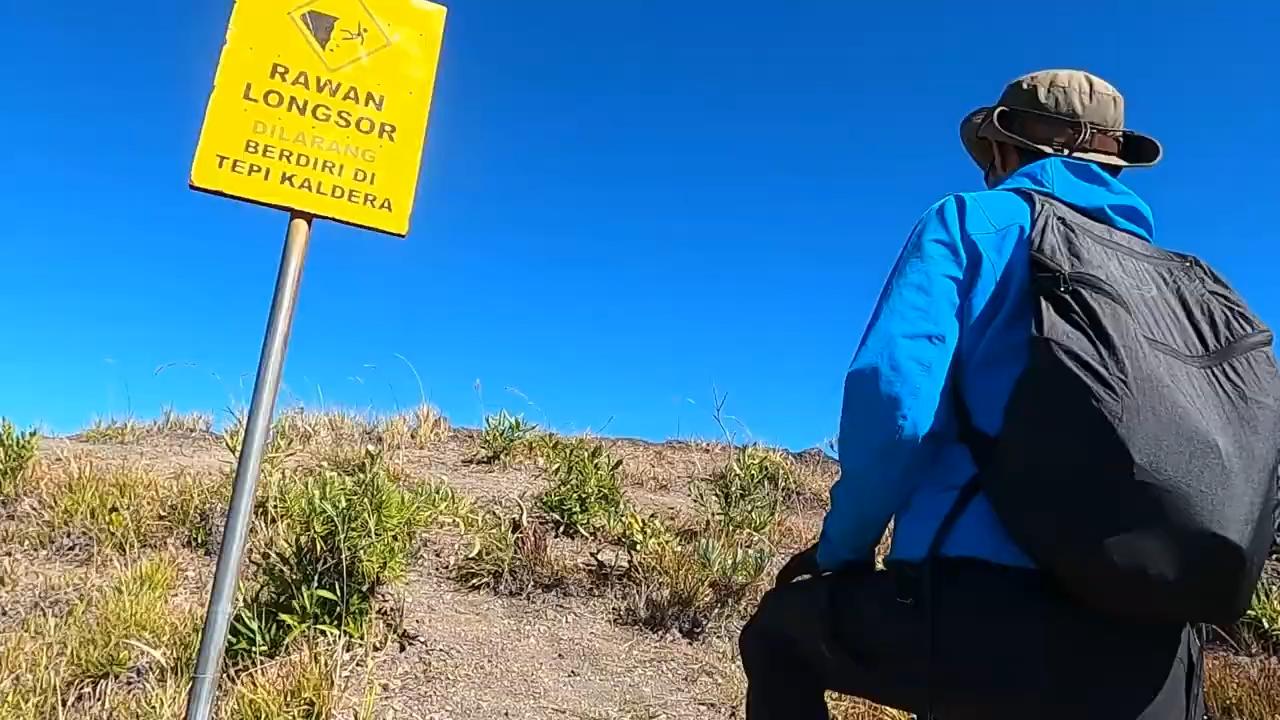 RAWAN
LONGSOR
DILARANG
BERDIRI DI
TEPI KALDERA